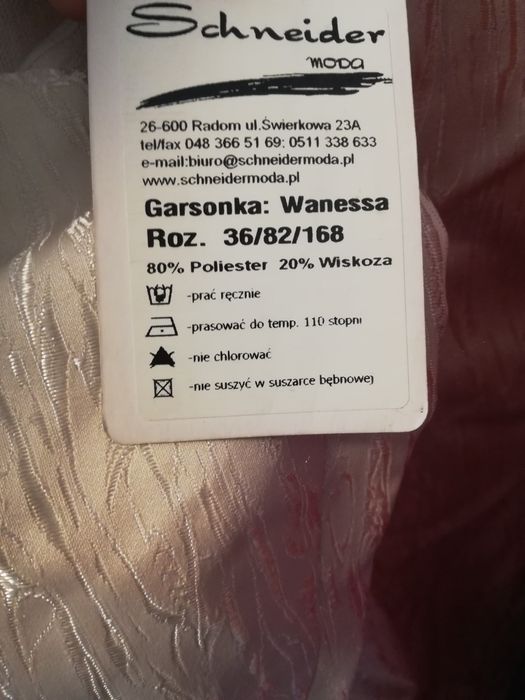 Schneider
MODA
26-600 Radom ul.Świerkowa 23A
tel/fax 048 366 51 69: 0511 338 633
e-mail:biuro@schneidermoda.pl
www.schneidermoda.pl
Garsonka: Wanessa
Roz. 36/82/168
80% Poliester 20% Wiskoza
-prać ręcznie
-prasować do temp. 110 stopni
-nie chlorować
-nie suszyć w suszarce bębnowej